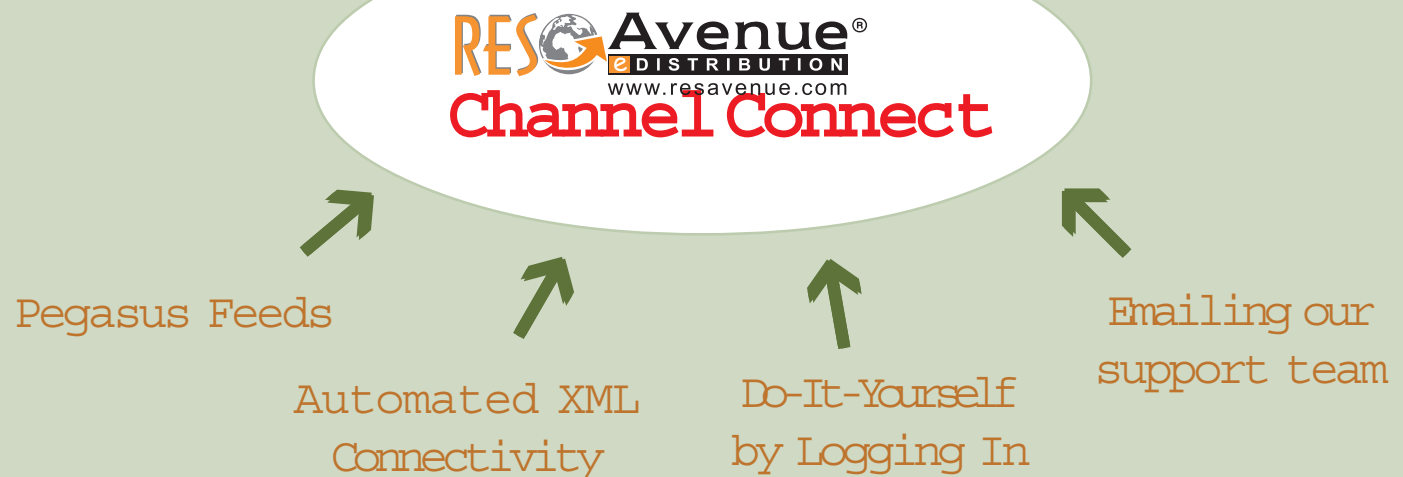 RES Avenue®
eDISTRIBUTION
www.resavenue.com
Channel Connect
Pegasus Feeds
Automated XML
Connectivity
Do-It-Yourself
by Logging In
Emailing our
support team